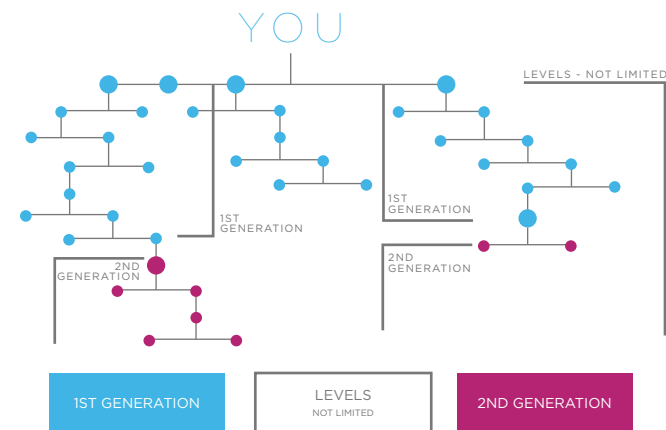 YOU
LEVELS - NOT LIMITED
1ST
GENERATION
1ST
GENERATION
2ND
GENERATION
2ND
GENERATION
1ST GENERATION
LEVELS
NOT LIMITED
2ND GENERATION